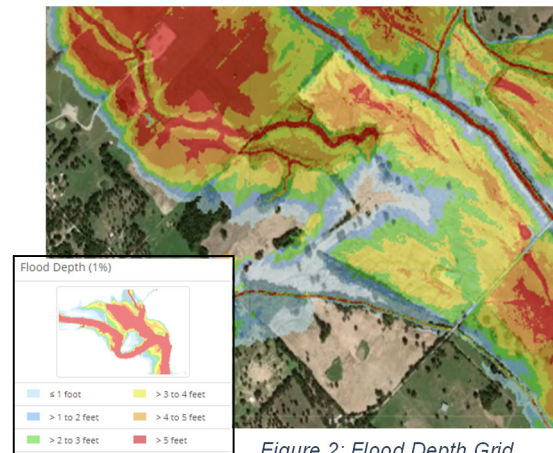 Flood Depth (1%)
≤ 1 foot
> 3 to 4 feet
> 1 to 2 feet
> 4 to 5 feet
> 2 to 3 feet
> 5 feet
Figure 2: Flood Depth Grid